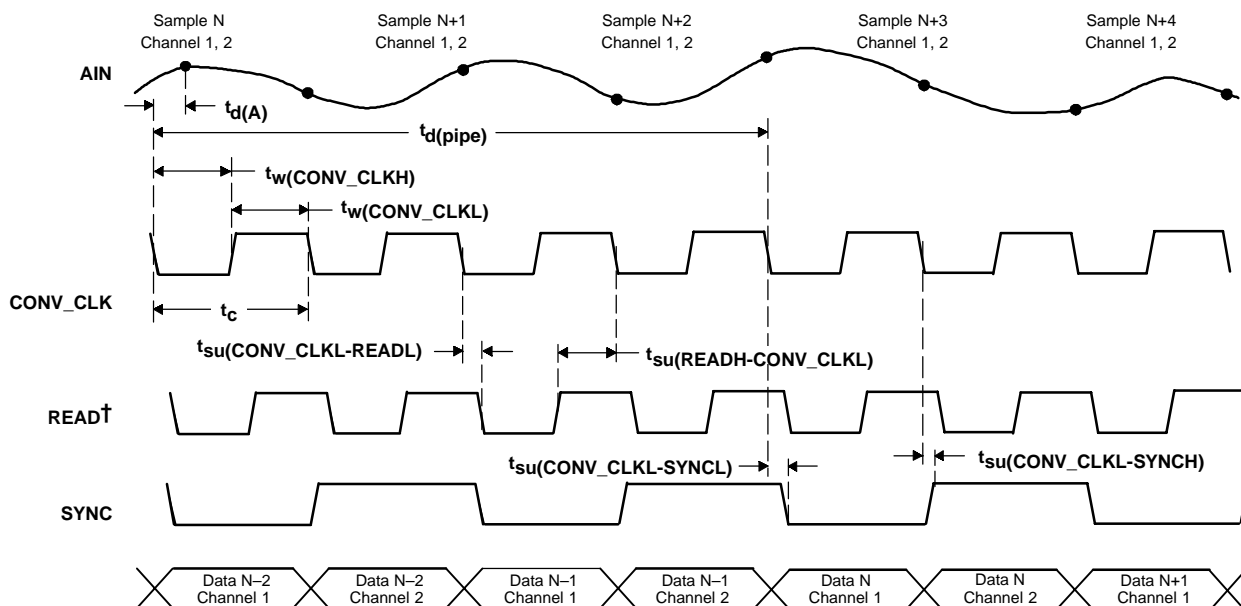 Sample N
Channel 1, 2
Sample N+1
Channel 1, 2
Sample N+2
Channel 1, 2
Sample N+3
Channel 1, 2
Sample N+4
Channel 1, 2
AIN
td(A)
td(pipe)
tw(CONV_CLKH)
tw(CONV_CLKL)
CONV_CLK
tc
tsu(CONV_CLKL-READL)
tsu(READH-CONV_CLKL)
READ†
tsu(CONV_CLKL-SYNCL)
tsu(CONV_CLKL-SYNCH)
SYNC
Data N–2
Channel 1
Data N–2
Channel 2
Data N–1
Channel 1
Data N–1
Channel 2
Data N
Channel 1
Data N
Channel 2
Data N+1
Channel 1